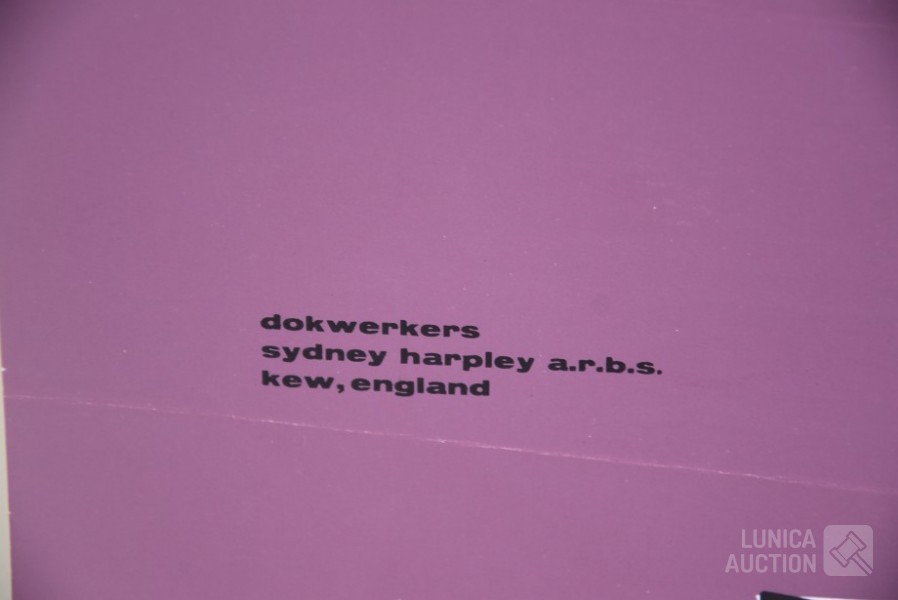 dokwerkers
sydney harpley a.r.b.s.
kew, england
LUNICA
AUCTION